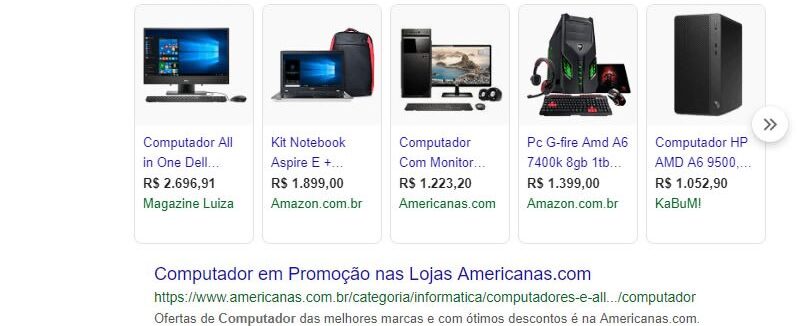 Computador All
in One Dell...
R$ 2.696,91
Magazine Luiza
Kit Notebook
Aspire E +...
R$ 1.899,00
Amazon.com.br
Computador
Com Monitor...
R$ 1.223,20
Americanas.com
Pc G-fire Amd A6
7400k 8gb 1tb...
R$ 1.399,00
Amazon.com.br
Computador HP
AMD A6 9500,...
R$ 1.052,90
KaBuM!
Computador em Promoção nas Lojas Americanas.com
https://www.americanas.com.br/categoria/informatica/computadores-e-all.../computador
Ofertas de Computador das melhores marcas e com ótimos descontos é na Americanas.com.